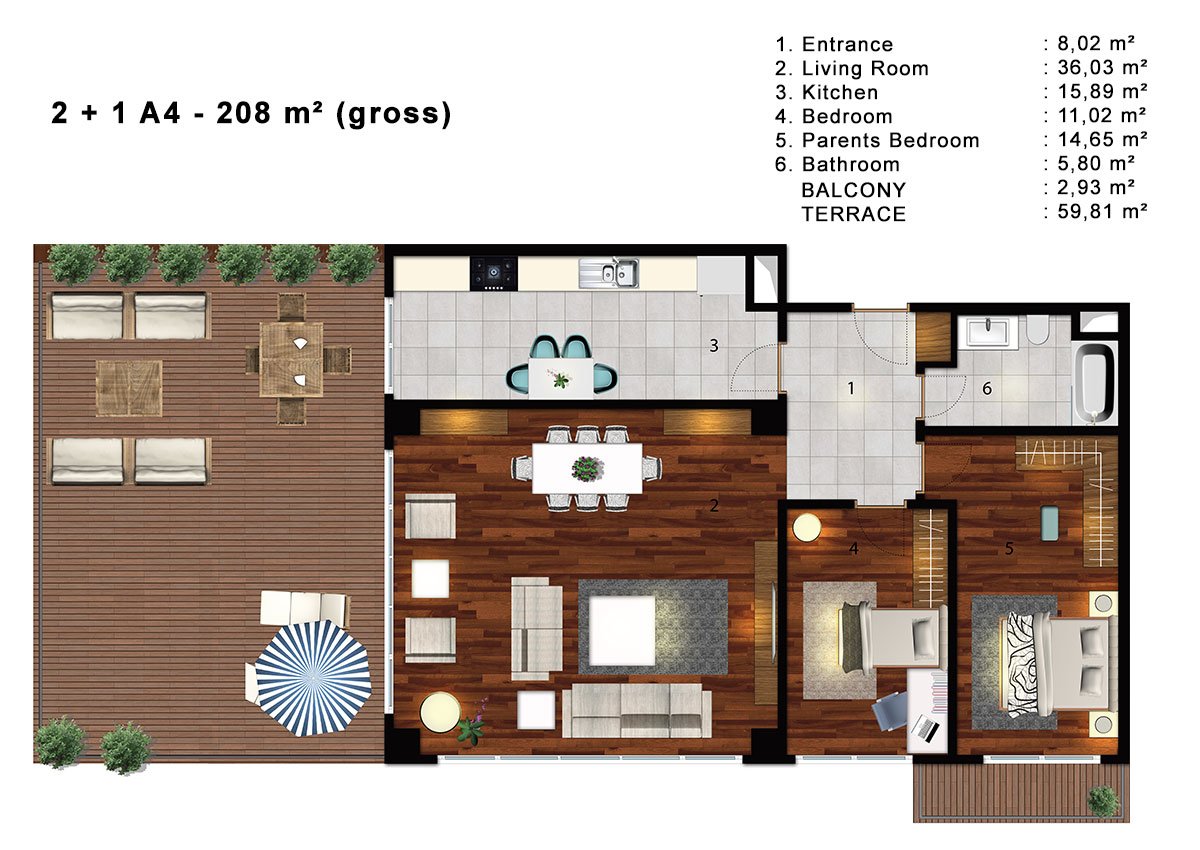 2 + 1 A4 - 208 m² (gross)
1. Entrance : 8,02 m²
2. Living Room : 36,03 m²
3. Kitchen : 15,89 m²
4. Bedroom : 11,02 m²
5. Parents Bedroom : 14,65 m²
6. Bathroom : 5,80 m²
BALCONY : 2,93 m²
TERRACE : 59,81 m²
3
1
6
2
4
5